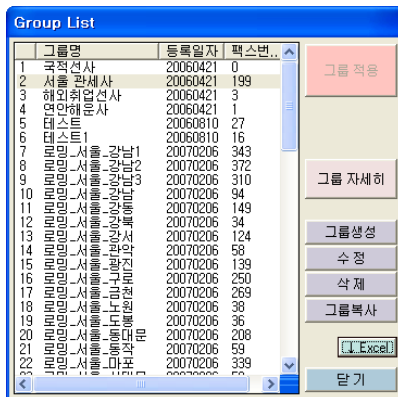 Group List
그룹명 등록일자 팩스번..
1 국적선사 20060421 0
2 서울 관세사 20060421 199
3 해외취업선사 20060421 3
4 연안해운사 20060421 1
5 테스트 20060810 27
6 테스트1 20060810 16
7 로밍_서울_강남1 20070206 343
8 로밍_서울_강남2 20070206 372
9 로밍_서울_강남3 20070206 310
10 로밍_서울_강남 20070206 94
11 로밍_서울_강동 20070206 149
12 로밍_서울_강북 20070206 34
13 로밍_서울_강서 20070206 124
14 로밍_서울_관악 20070206 58
15 로밍_서울_광진 20070206 139
16 로밍_서울_구로 20070206 250
17 로밍_서울_금천 20070206 269
18 로밍_서울_노원 20070206 38
19 로밍_서울_도봉 20070206 36
20 로밍_서울_동대문 20070206 208
21 로밍_서울_동작 20070206 59
22 로밍_서울_마포 20070206 339
그룹 적용
그룹 자세히
그룹생성
수 정
삭 제
그룹복사
↓ Excel
닫 기